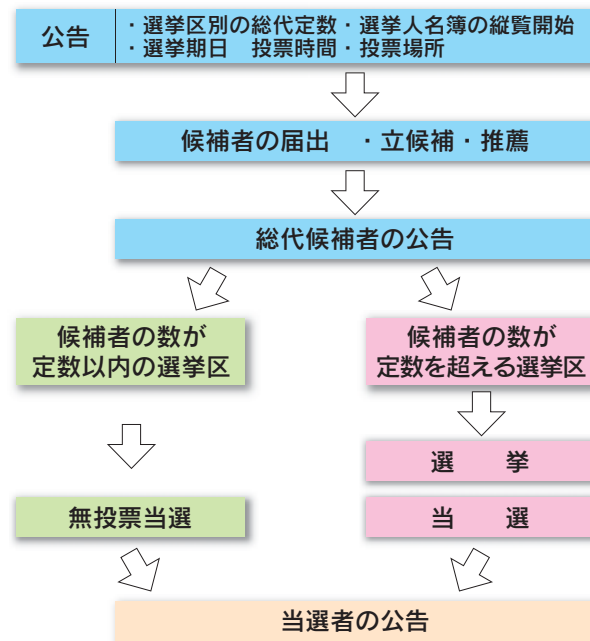 公告
・選挙区別の総代定数・選挙人名簿の縦覧開始
・選挙期日　投票時間・投票場所
候補者の届出　・立候補・推薦
総代候補者の公告
候補者の数が
定数以内の選挙区
候補者の数が
定数を超える選挙区
選　挙
無投票当選
当　選
当選者の公告